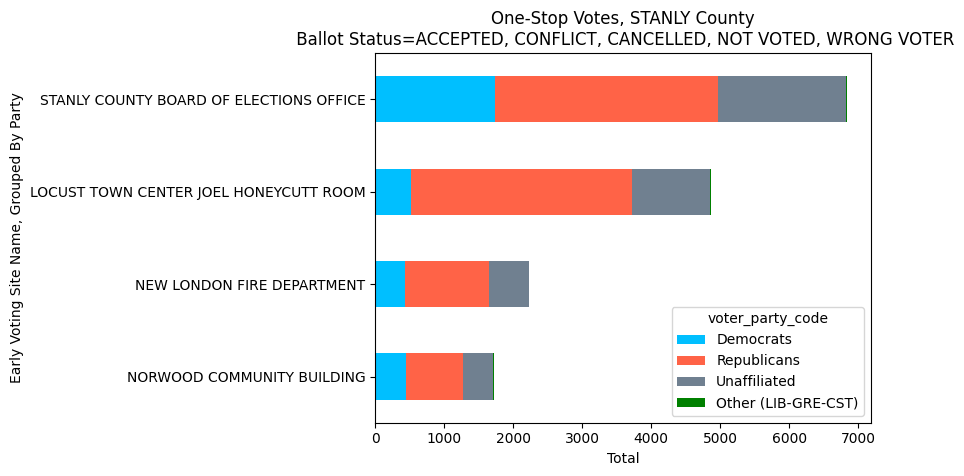 One-Stop Votes, STANLY County
Ballot Status=ACCEPTED, CONFLICT, CANCELLED, NOT VOTED, WRONG VOTER
Early Voting Site Name, Grouped By Party
STANLY COUNTY BOARD OF ELECTIONS OFFICE
LOCUST TOWN CENTER JOEL HONEYCUTT ROOM
NEW LONDON FIRE DEPARTMENT
NORWOOD COMMUNITY BUILDING
voter_party_code
Democrats
Republicans
Unaffiliated
Other (LIB-GRE-CST)
0 1000 2000 3000 4000 5000 6000 7000
Total